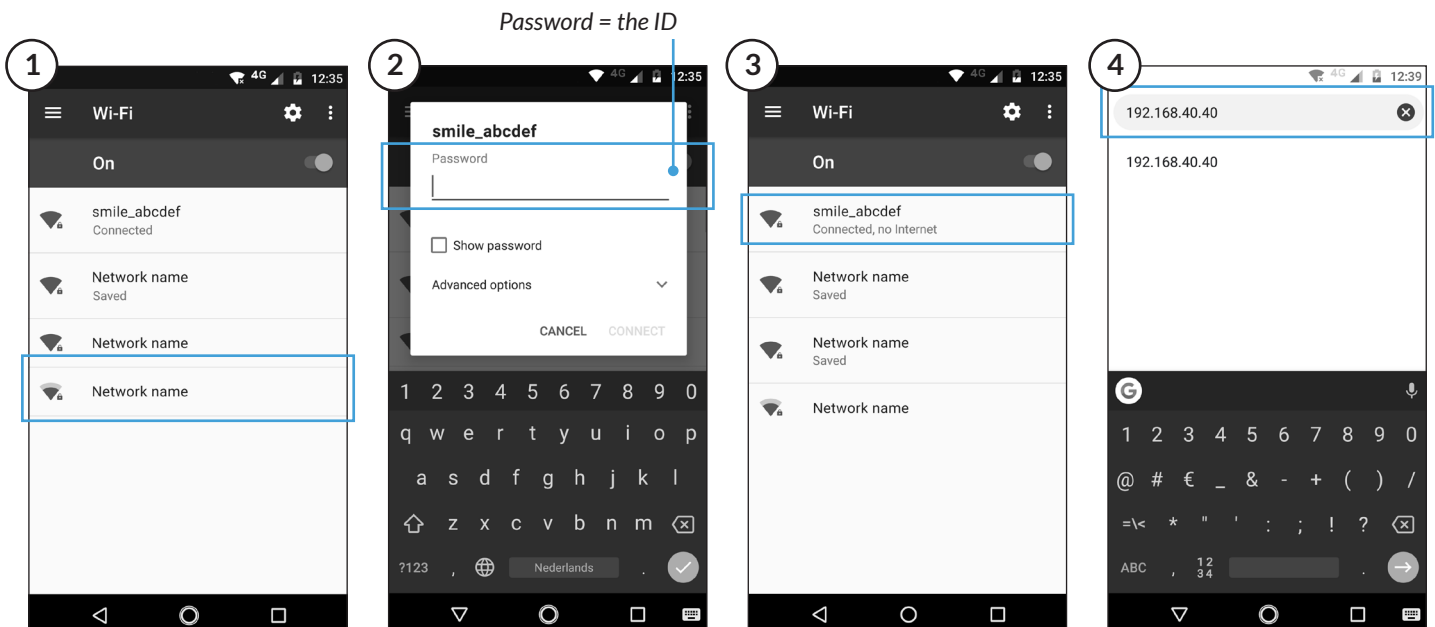 Password = the ID
1
4G 12:35
Wi-Fi
On
smile_abcdef
Connected
Network name
Saved
Network name
Network name
2
4G 12:35
smile_abcdef
Password
Show password
Advanced options
CANCEL CONNECT
1 2 3 4 5 6 7 8 9 0
q w e r t y u i o p
a s d f g h j k l
z x c v b n m
?123 , Nederlands .
3
4G 12:35
Wi-Fi
On
smile_abcdef
Connected, no Internet
Network name
Saved
Network name
Saved
Network name
4
4G 12:39
192.168.40.40
192.168.40.40
G
1 2 3 4 5 6 7 8 9 0
@ # € _ & - + ( ) /
=\< * " ' : ; ! ?
ABC , 12 .
34